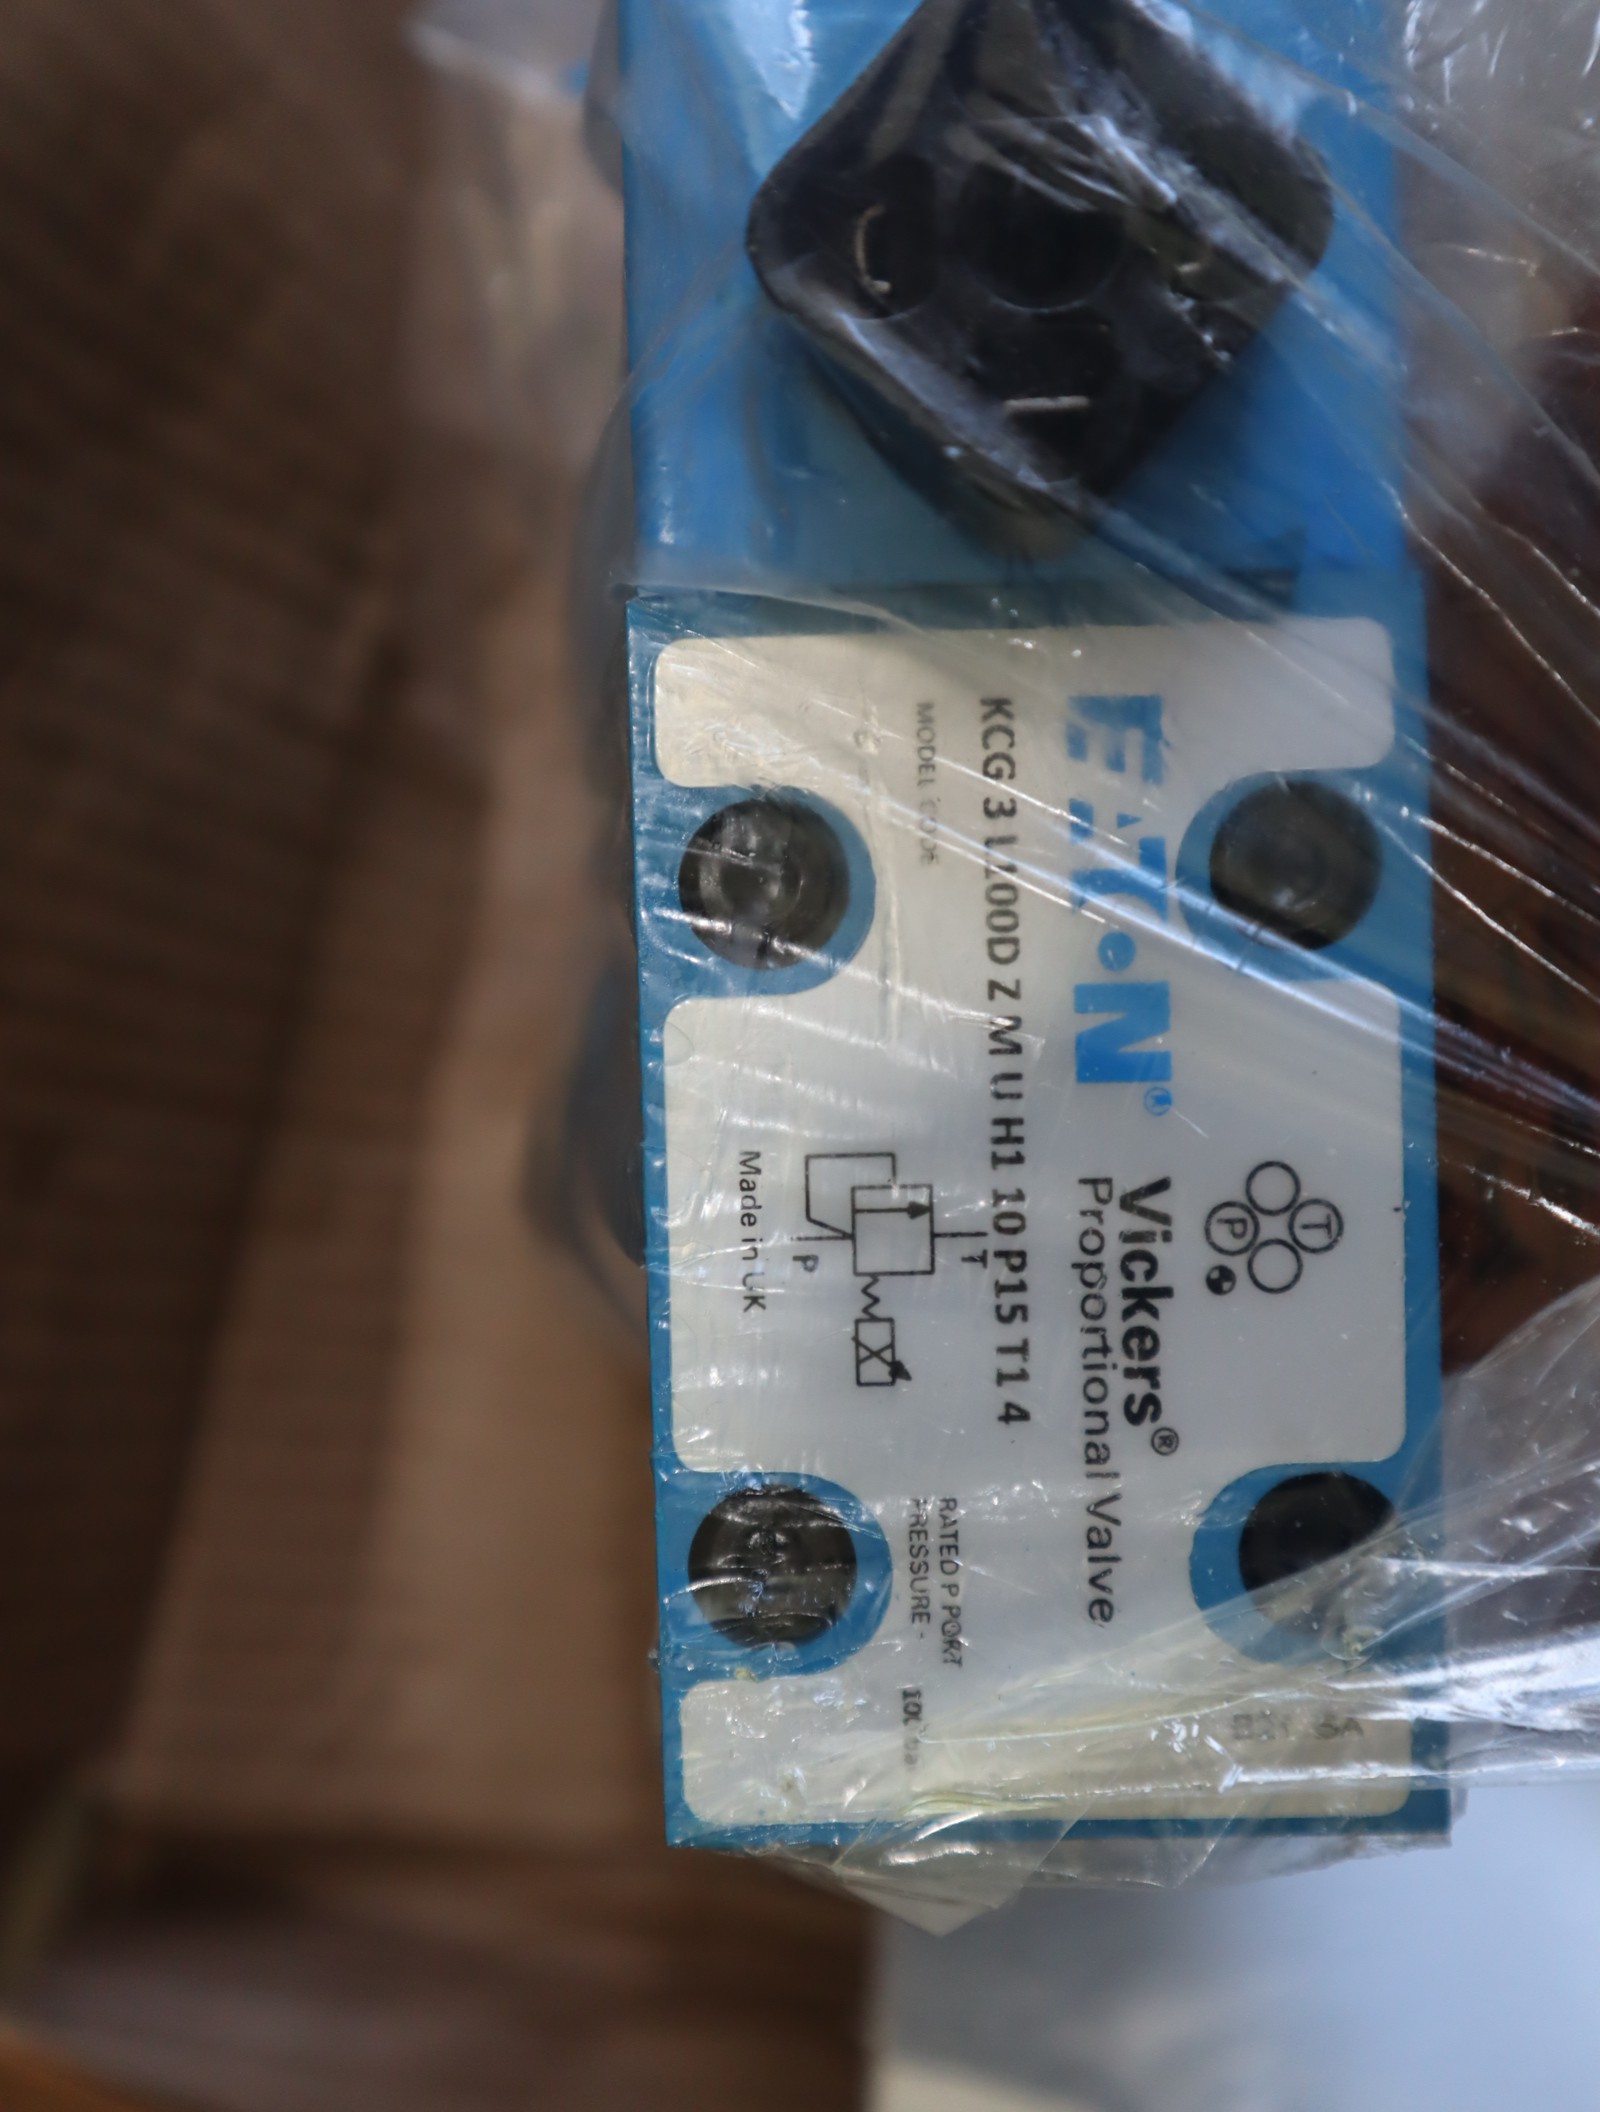 EATON®
Vickers®
Proportional Valve
T
P
KCG 3 L100D Z M U H1 10 P15 T1 4
MODEL CODE
T
P
RATED P PORT
PRESSURE -
Made in UK